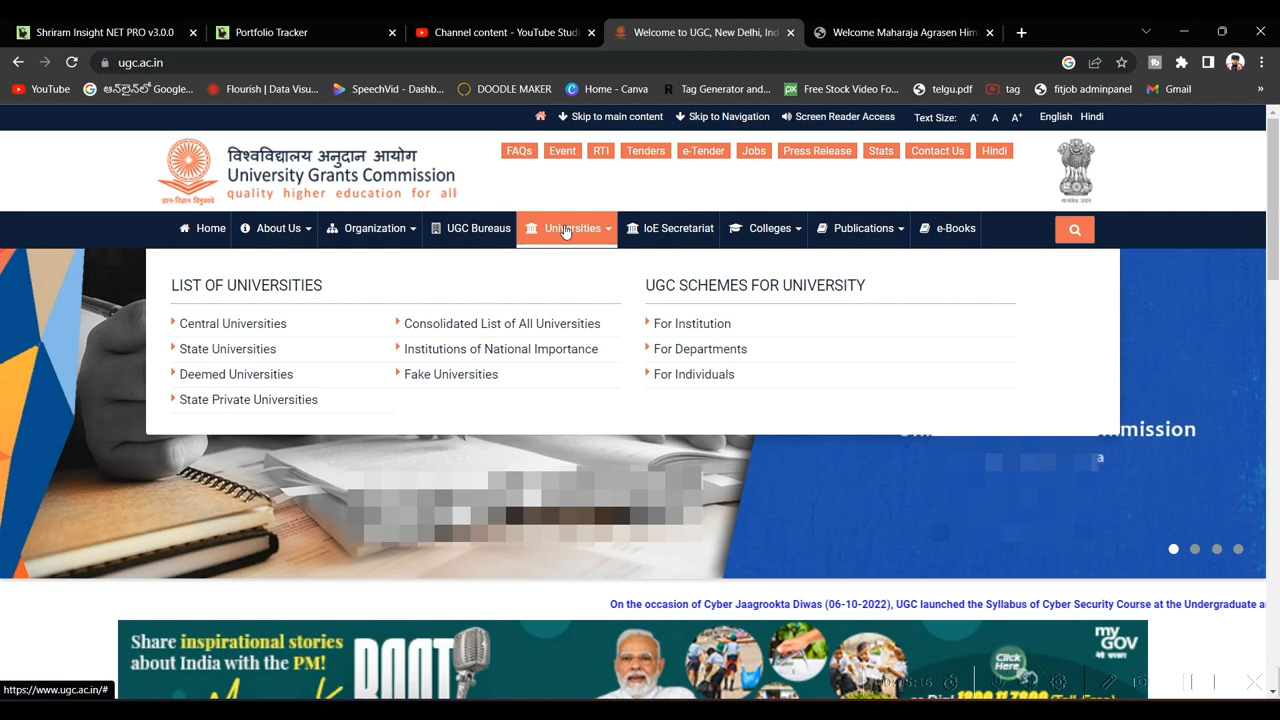 Shriram Insight NET PRO v3.0.0
Portfolio Tracker
Channel content - YouTube Stud
Welcome to UGC, New Delhi, Ind
Welcome Maharaja Agrasen Him
ugc.ac.in
YouTube
ఆన్‌లైన్‌లో Google...
Flourish | Data Visu...
SpeechVid - Dashb...
DOODLE MAKER
Home - Canva
Tag Generator and...
Free Stock Video Fo...
telgu.pdf
tag
fitjob adminpanel
Gmail
Skip to main content
Skip to Navigation
Screen Reader Access
Text Size:
A-
A
A+
English
Hindi
विश्वविद्यालय अनुदान आयोग
University Grants Commission
quality higher education for all
ज्ञान-विज्ञान विमुक्तये
FAQs
Event
RTI
Tenders
e-Tender
Jobs
Press Release
Stats
Contact Us
Hindi
Home
About Us
Organization
UGC Bureaus
Universities
IoE Secretariat
Colleges
Publications
e-Books
LIST OF UNIVERSITIES
UGC SCHEMES FOR UNIVERSITY
Central Universities
Consolidated List of All Universities
For Institution
State Universities
Institutions of National Importance
For Departments
Deemed Universities
Fake Universities
For Individuals
State Private Universities
mmission
a
On the occasion of Cyber Jaagrookta Diwas (06-10-2022), UGC launched the Syllabus of Cyber Security Course at the Undergraduate a
Share inspirational stories
about India with the PM!
my
GOV
मेरी सरकार
Click
Here
https://www.ugc.ac.in/#